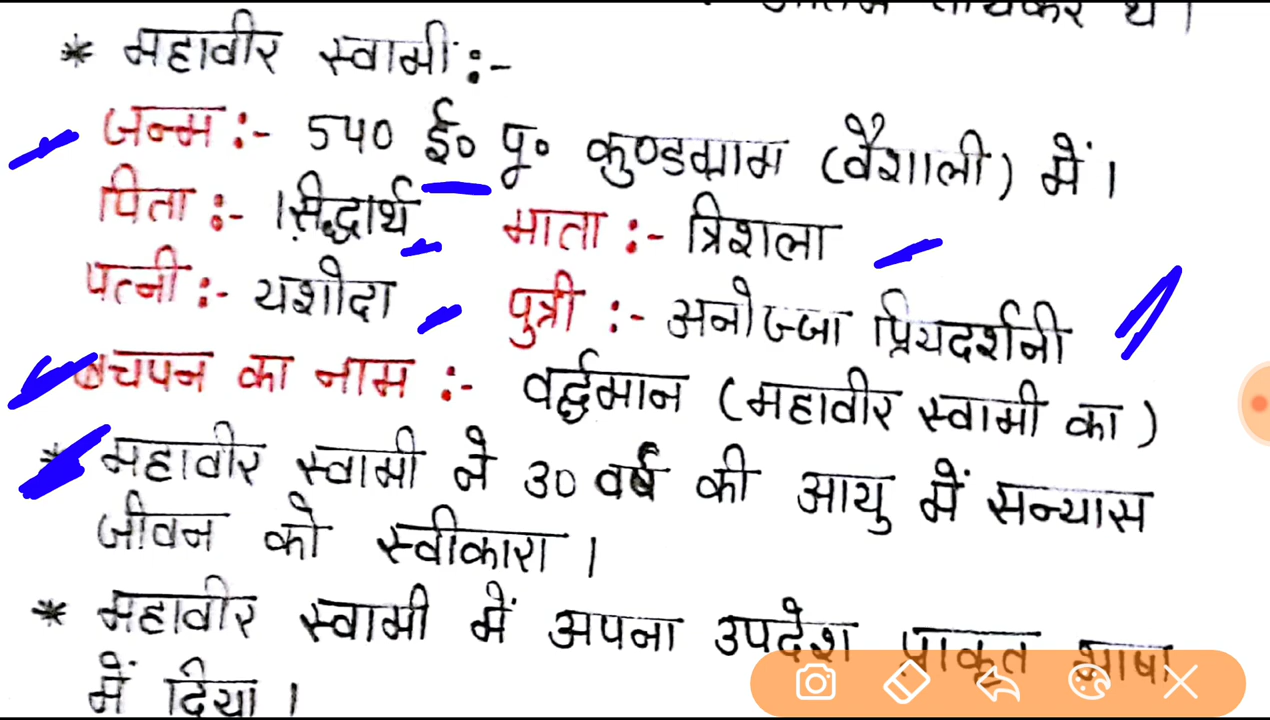 थे।
* महावीर स्वामी :-
जन्म :- 540 ई० पू० कुण्डग्राम (वैशाली) में।
पिता :- सिद्धार्थ माता :- त्रिशला
पत्नी :- यशोदा पुत्री :- अनोज्जा प्रियदर्शनी
बचपन का नाम :- वर्द्धमान (महावीर स्वामी का)
* महावीर स्वामी ने 30 वर्ष की आयु में सन्यास
जीवन को स्वीकारा।
* महावीर स्वामी में अपना उपदेश प्राकृत भाषा
में दिया।